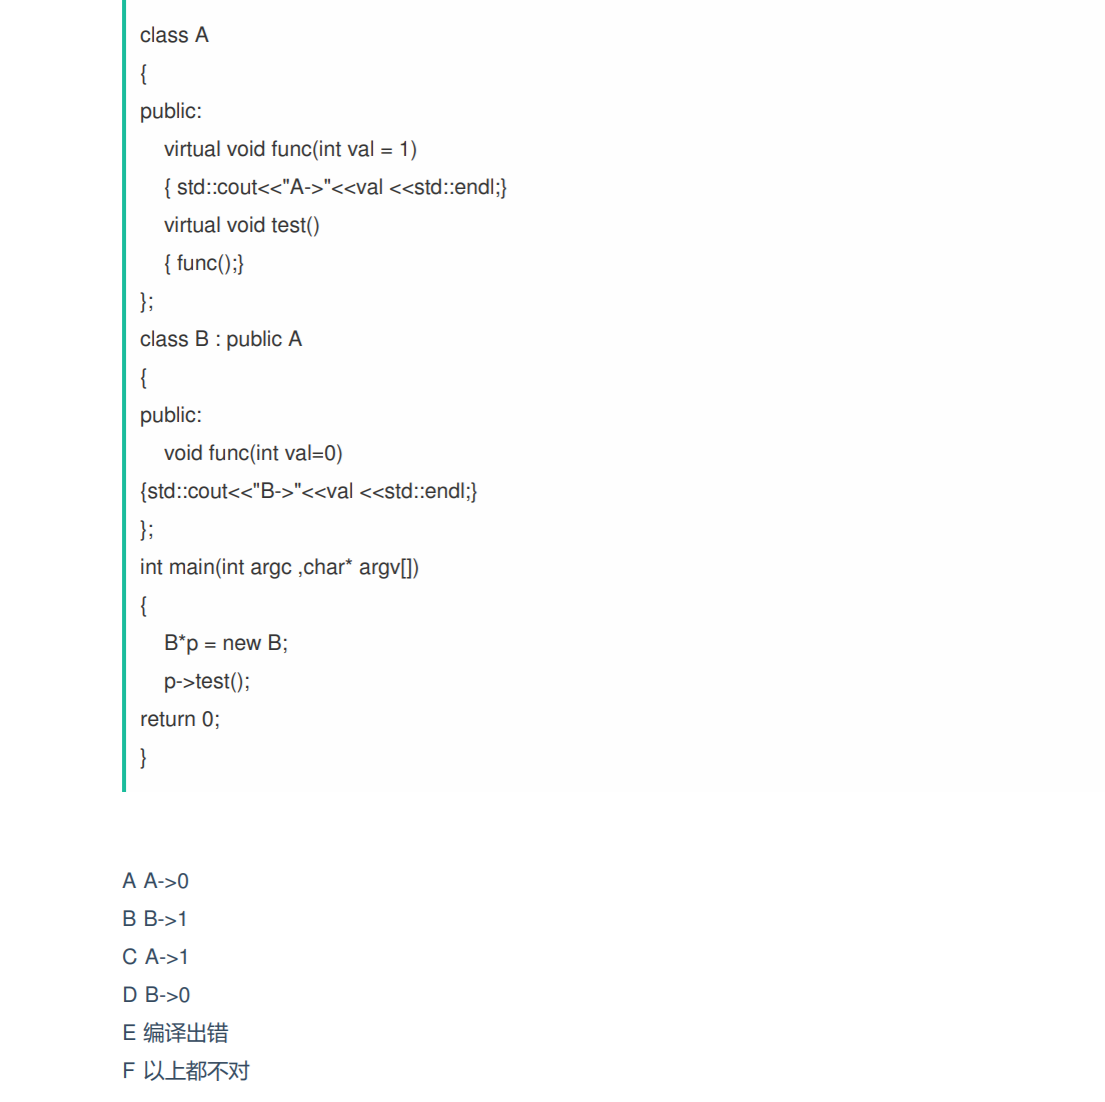 class A
{
public:
virtual void func(int val = 1)
{ std::cout<<"A->"<<val <<std::endl;}
virtual void test()
{ func();}
};
class B : public A
{
public:
void func(int val=0)
{std::cout<<"B->"<<val <<std::endl;}
};
int main(int argc ,char* argv[])
{
B*p = new B;
p->test();
return 0;
}
A A->0
B B->1
C A->1
D B->0
E 编译出错
F 以上都不对